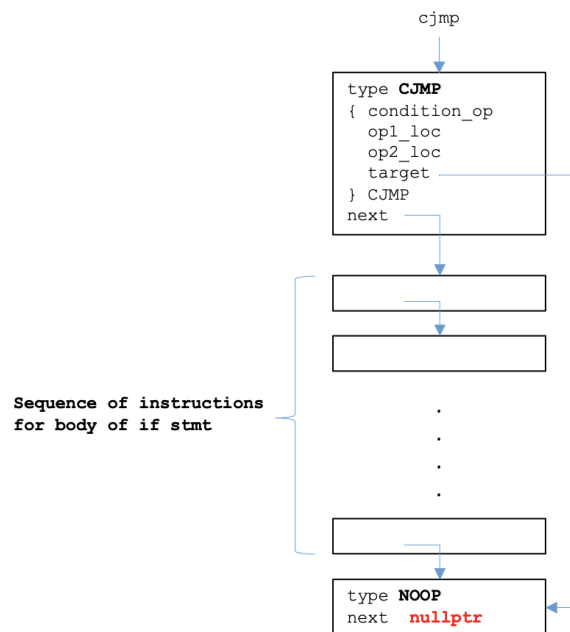 cjmp
type CJMP
{ condition_op
op1_loc
op2_loc
target
} CJMP
next
Sequence of instructions
for body of if stmt
.
.
.
.
type NOOP
next nullptr